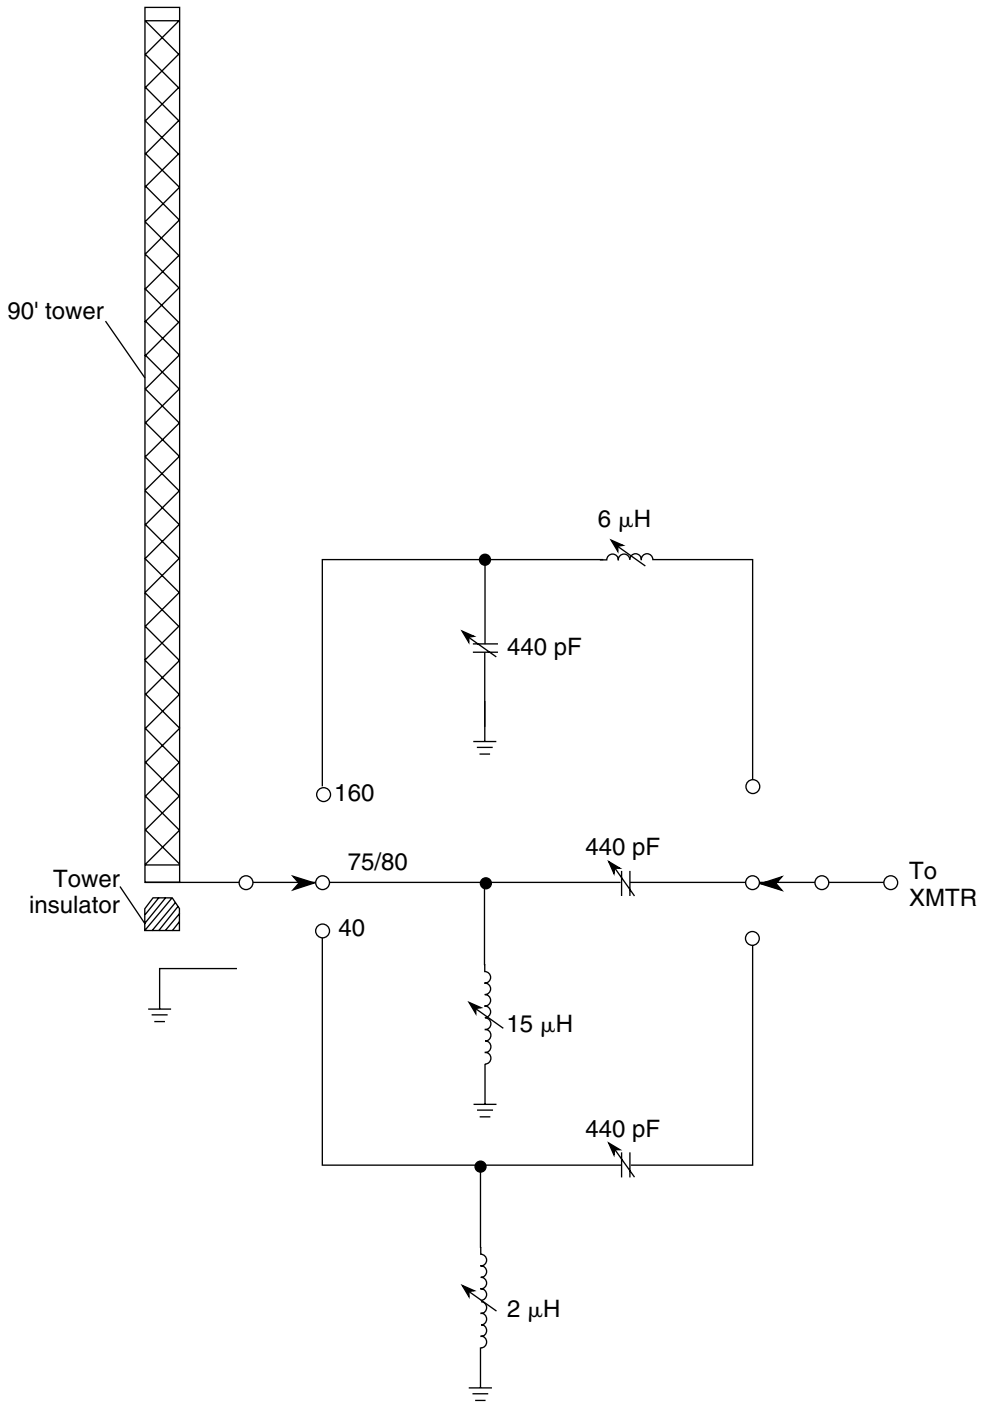 90' tower
6 μH
440 pF
160
440 pF
75/80
To
XMTR
Tower
insulator
40
15 μH
440 pF
2 μH